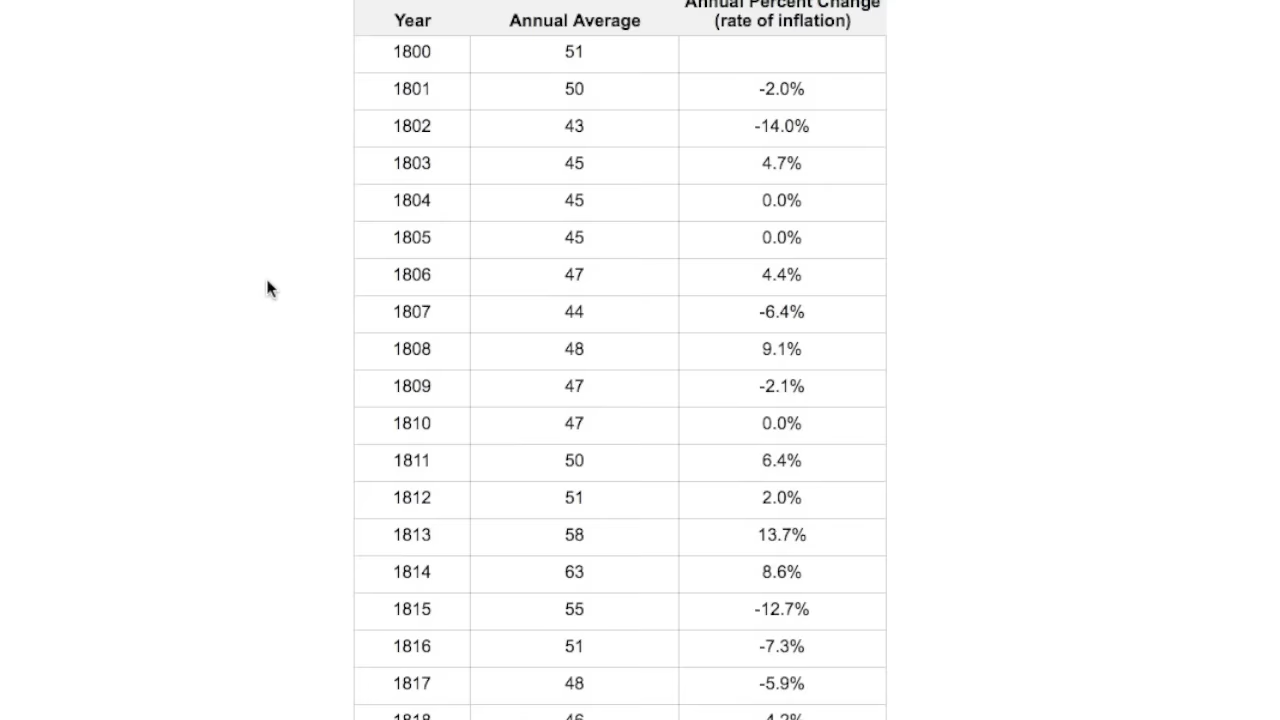 Annual Percent Change
Year Annual Average (rate of inflation)
1800 51
1801 50 -2.0%
1802 43 -14.0%
1803 45 4.7%
1804 45 0.0%
1805 45 0.0%
1806 47 4.4%
1807 44 -6.4%
1808 48 9.1%
1809 47 -2.1%
1810 47 0.0%
1811 50 6.4%
1812 51 2.0%
1813 58 13.7%
1814 63 8.6%
1815 55 -12.7%
1816 51 -7.3%
1817 48 -5.9%
1818 46 -4.2%